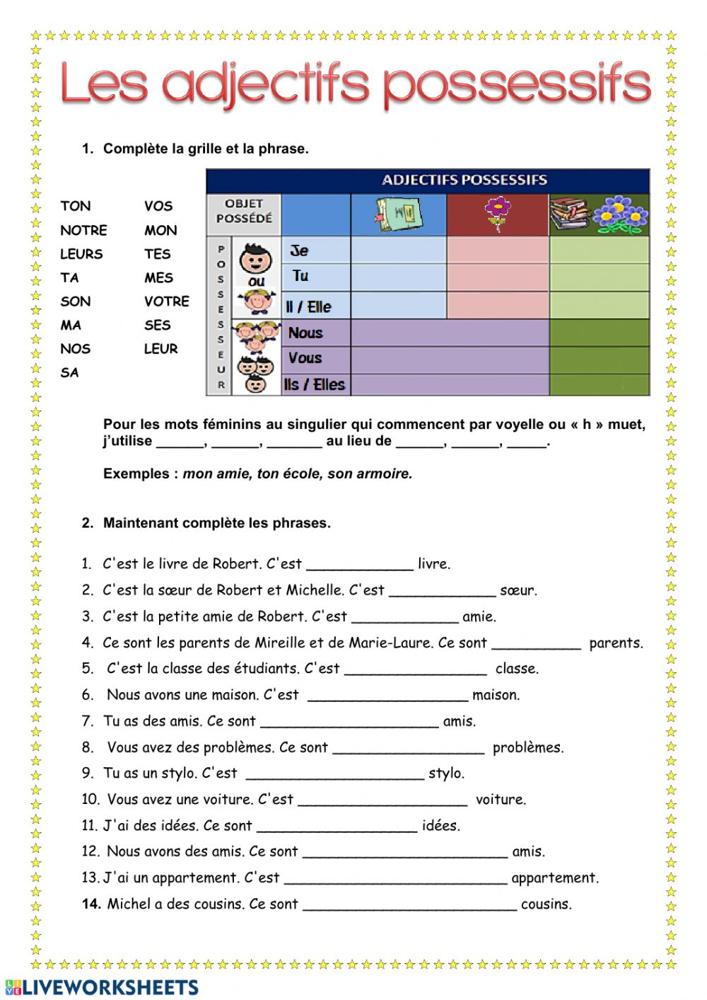 Les adjectifs possessifs
1. Complète la grille et la phrase.
TON VOS
NOTRE MON
LEURS TES
TA MES
SON VOTRE
MA SES
NOS LEUR
SA
ADJECTIFS POSSESSIFS
OBJET
POSSÉDÉ
POSSESSEUR
ou
Je
Tu
Il / Elle
Nous
Vous
Ils / Elles
Pour les mots féminins au singulier qui commencent par voyelle ou « h » muet,
j’utilise ______, ______, _______ au lieu de ______, ______, _____.
Exemples : mon amie, ton école, son armoire.
2. Maintenant complète les phrases.
1. C'est le livre de Robert. C'est ____________ livre.
2. C'est la sœur de Robert et Michelle. C'est ____________ sœur.
3. C'est la petite amie de Robert. C'est ____________ amie.
4. Ce sont les parents de Mireille et de Marie-Laure. Ce sont __________ parents.
5. C'est la classe des étudiants. C'est ________________ classe.
6. Nous avons une maison. C'est __________________ maison.
7. Tu as des amis. Ce sont ____________________ amis.
8. Vous avez des problèmes. Ce sont _________________ problèmes.
9. Tu as un stylo. C'est ____________________ stylo.
10. Vous avez une voiture. C'est ___________________ voiture.
11. J'ai des idées. Ce sont __________________ idées.
12. Nous avons des amis. Ce sont _______________________ amis.
13. J'ai un appartement. C'est _________________________ appartement.
14. Michel a des cousins. Ce sont ________________________ cousins.
LIVE LIVEWORKSHEETS